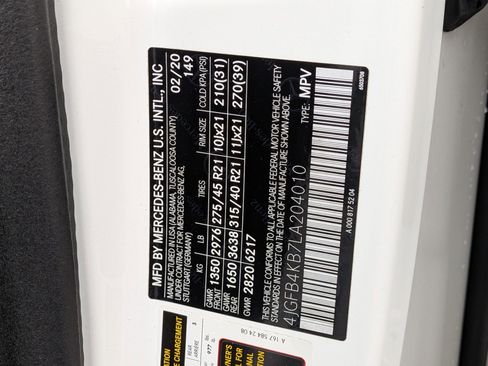 MFD BY MERCEDES-BENZ U.S. INTL., INC
MANUFACTURED IN USA (ALABAMA, TUSCALOOSA COUNTY)
UNDER CONTRACT FOR MERCEDES-BENZ AG,
STUTTGART (GERMANY)
02/20
149
KG LB TIRES RIM SIZE COLD KPA(PSI)
GAWR FRONT 1350 2976 275/45 R21 10Jx21 210(31)
GAWR REAR 1650 3638 315/40 R21 11Jx21 270(39)
GVWR 2820 6217
THIS VEHICLE CONFORMS TO ALL APPLICABLE FEDERAL MOTOR VEHICLE SAFETY
STANDARDS IN EFFECT ON THE DATE OF MANUFACTURE SHOWN ABOVE.
4JGFB4KB7LA204010 TYPE: MPV
A 000 817 52 04
A 167 584 24 08